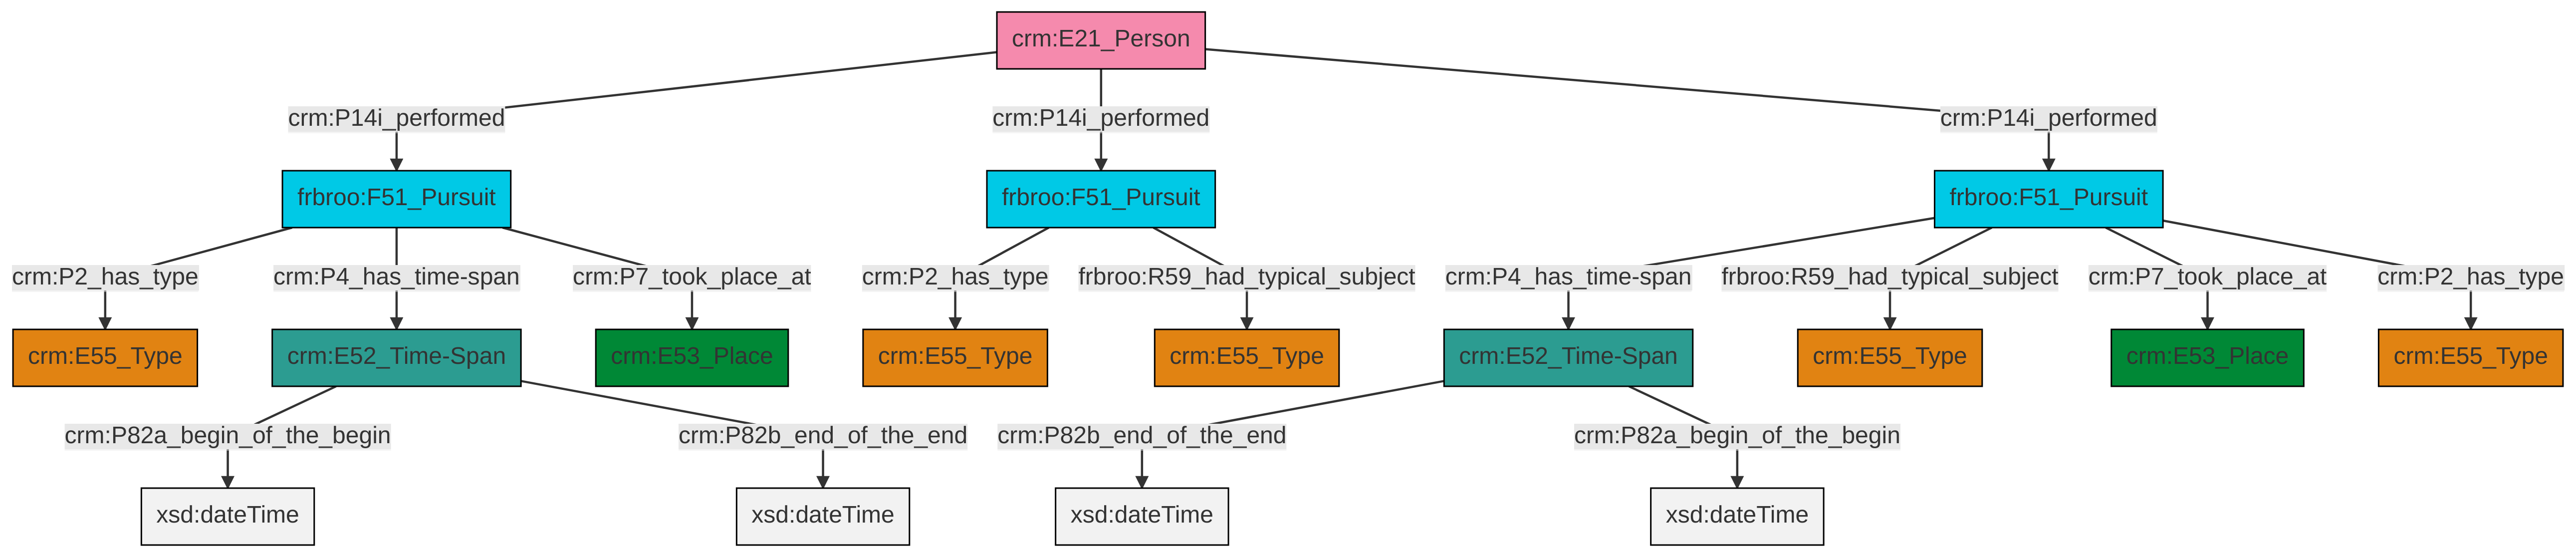 crm:E21_Person
crm:P14i_performed
crm:P14i_performed
crm:P14i_performed
frbroo:F51_Pursuit
frbroo:F51_Pursuit
frbroo:F51_Pursuit
crm:P2_has_type
crm:P4_has_time-span
crm:P7_took_place_at
crm:P2_has_type
frbroo:R59_had_typical_subject
crm:P4_has_time-span
frbroo:R59_had_typical_subject
crm:P7_took_place_at
crm:P2_has_type
crm:E55_Type
crm:E52_Time-Span
crm:E53_Place
crm:E55_Type
crm:E55_Type
crm:E52_Time-Span
crm:E55_Type
crm:E53_Place
crm:E55_Type
crm:P82a_begin_of_the_begin
crm:P82b_end_of_the_end
crm:P82b_end_of_the_end
crm:P82a_begin_of_the_begin
xsd:dateTime
xsd:dateTime
xsd:dateTime
xsd:dateTime